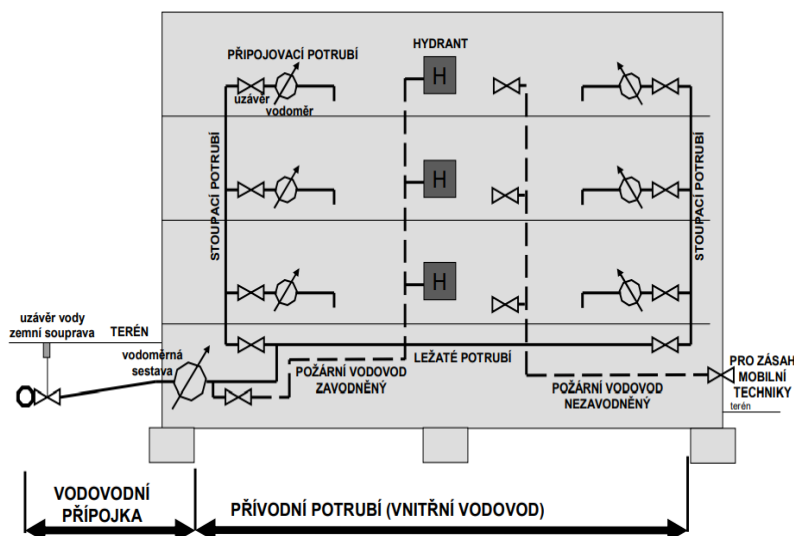 HYDRANT
PŘIPOJOVACÍ POTRUBÍ
H
uzávěr
vodoměr
STOUPACÍ POTRUBÍ
STOUPACÍ POTRUBÍ
H
H
uzávěr vody
zemní souprava
TERÉN
vodoměrná
sestava
LEŽATÉ POTRUBÍ
POŽÁRNÍ VODOVOD
ZAVODNĚNÝ
POŽÁRNÍ VODOVOD
NEZAVODNĚNÝ
PRO ZÁSAH
MOBILNÍ
TECHNIKY
terén
VODOVODNÍ
PŘÍPOJKA
PŘÍVODNÍ POTRUBÍ (VNITŘNÍ VODOVOD)